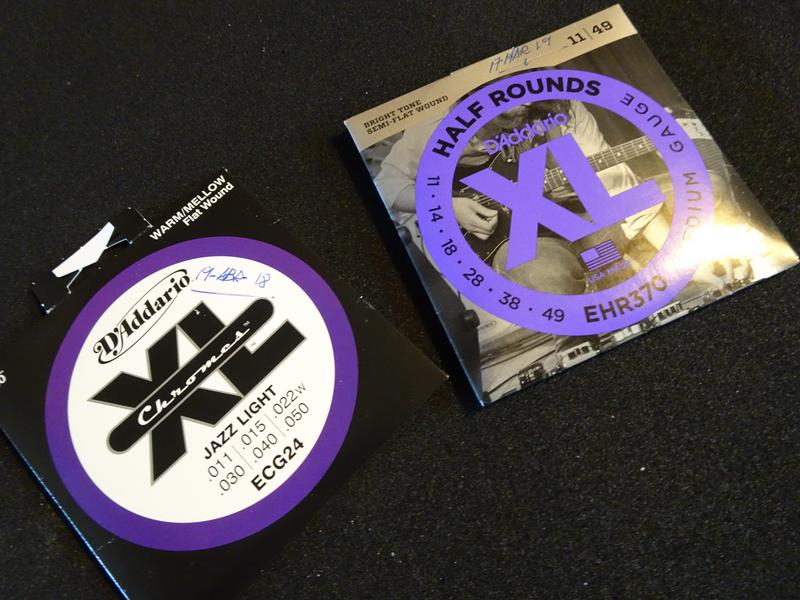 WARM/MELLOW
Flat Wound
D'Addario
19-ABR 18
XL
Chromes™
JAZZ LIGHT
.011 | .015 | .022w
.030 | .040 | .050
ECG24
17-MAR 19
11|49
BRIGHT TONE
SEMI-FLAT WOUND
HALF ROUNDS
D'Addario
XL
11 · 14 · 18 · 28 · 38 · 49
EHR370
GAUGE